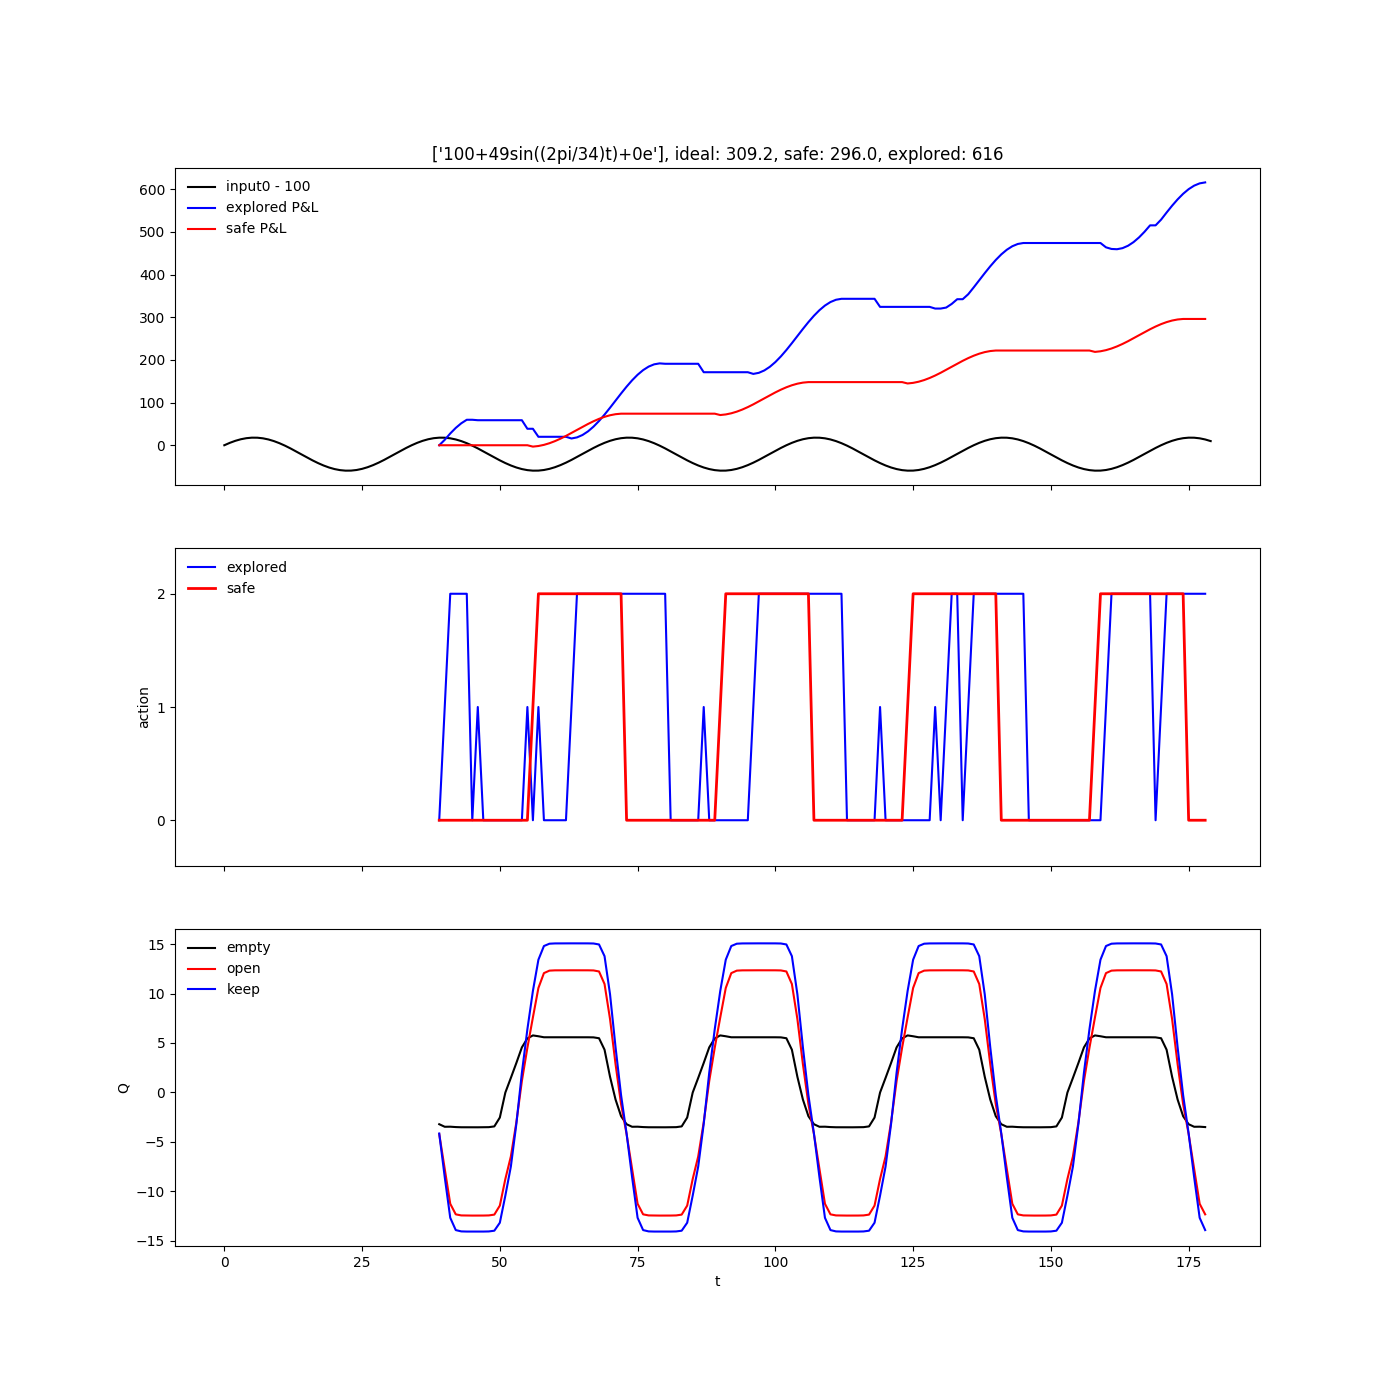 ['100+49sin((2pi/34)t)+0e'], ideal: 309.2, safe: 296.0, explored: 616
input0 - 100
explored P&L
safe P&L
600
500
400
300
200
100
0
explored
safe
2
1
0
action
empty
open
keep
15
10
5
0
−5
−10
−15
Q
0 25 50 75 100 125 150 175
t